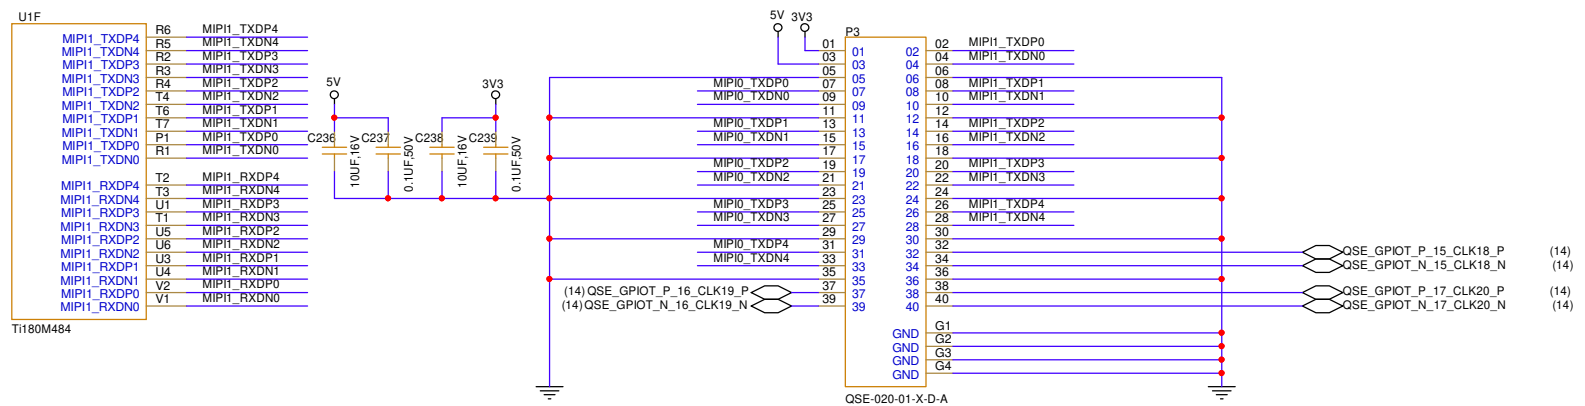 U1F
MIPI1_TXDP4 R6 MIPI1_TXDP4
MIPI1_TXDN4 R5 MIPI1_TXDN4
MIPI1_TXDP3 R2 MIPI1_TXDP3
MIPI1_TXDN3 R3 MIPI1_TXDN3
MIPI1_TXDP2 R4 MIPI1_TXDP2
MIPI1_TXDN2 T4 MIPI1_TXDN2
MIPI1_TXDP1 T6 MIPI1_TXDP1
MIPI1_TXDN1 T7 MIPI1_TXDN1
MIPI1_TXDP0 P1 MIPI1_TXDP0
MIPI1_TXDN0 R1 MIPI1_TXDN0
MIPI1_RXDP4 T2 MIPI1_RXDP4
MIPI1_RXDN4 T3 MIPI1_RXDN4
MIPI1_RXDP3 U1 MIPI1_RXDP3
MIPI1_RXDN3 T1 MIPI1_RXDN3
MIPI1_RXDP2 U5 MIPI1_RXDP2
MIPI1_RXDN2 U6 MIPI1_RXDN2
MIPI1_RXDP1 U3 MIPI1_RXDP1
MIPI1_RXDN1 U4 MIPI1_RXDN1
MIPI1_RXDP0 V2 MIPI1_RXDP0
MIPI1_RXDN0 V1 MIPI1_RXDN0
Ti180M484
5V
3V3
C236
10UF,16V
C237
0.1UF,50V
C238
10UF,16V
C239
0.1UF,50V
5V
3V3
P3
01 01 02 02 MIPI1_TXDP0
03 03 04 04 MIPI1_TXDN0
05 05 06 06
MIPI0_TXDP0 07 07 08 08 MIPI1_TXDP1
MIPI0_TXDN0 09 09 10 10 MIPI1_TXDN1
11 11 12 12
MIPI0_TXDP1 13 13 14 14 MIPI1_TXDP2
MIPI0_TXDN1 15 15 16 16 MIPI1_TXDN2
17 17 18 18
MIPI0_TXDP2 19 19 20 20 MIPI1_TXDP3
MIPI0_TXDN2 21 21 22 22 MIPI1_TXDN3
23 23 24 24
MIPI0_TXDP3 25 25 26 26 MIPI1_TXDP4
MIPI0_TXDN3 27 27 28 28 MIPI1_TXDN4
29 29 30 30
MIPI0_TXDP4 31 31 32 32 QSE_GPIOT_P_15_CLK18_P (14)
MIPI0_TXDN4 33 33 34 34 QSE_GPIOT_N_15_CLK18_N (14)
35 35 36 36
(14) QSE_GPIOT_P_16_CLK19_P 37 37 38 38 QSE_GPIOT_P_17_CLK20_P (14)
(14) QSE_GPIOT_N_16_CLK19_N 39 39 40 40 QSE_GPIOT_N_17_CLK20_N (14)
GND G1
GND G2
GND G3
GND G4
QSE-020-01-X-D-A